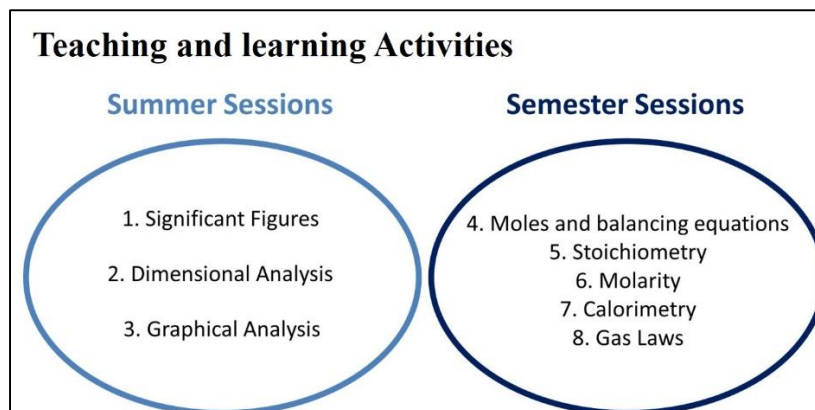 Teaching and learning Activities
Summer Sessions
1. Significant Figures
2. Dimensional Analysis
3. Graphical Analysis
Semester Sessions
4. Moles and balancing equations
5. Stoichiometry
6. Molarity
7. Calorimetry
8. Gas Laws